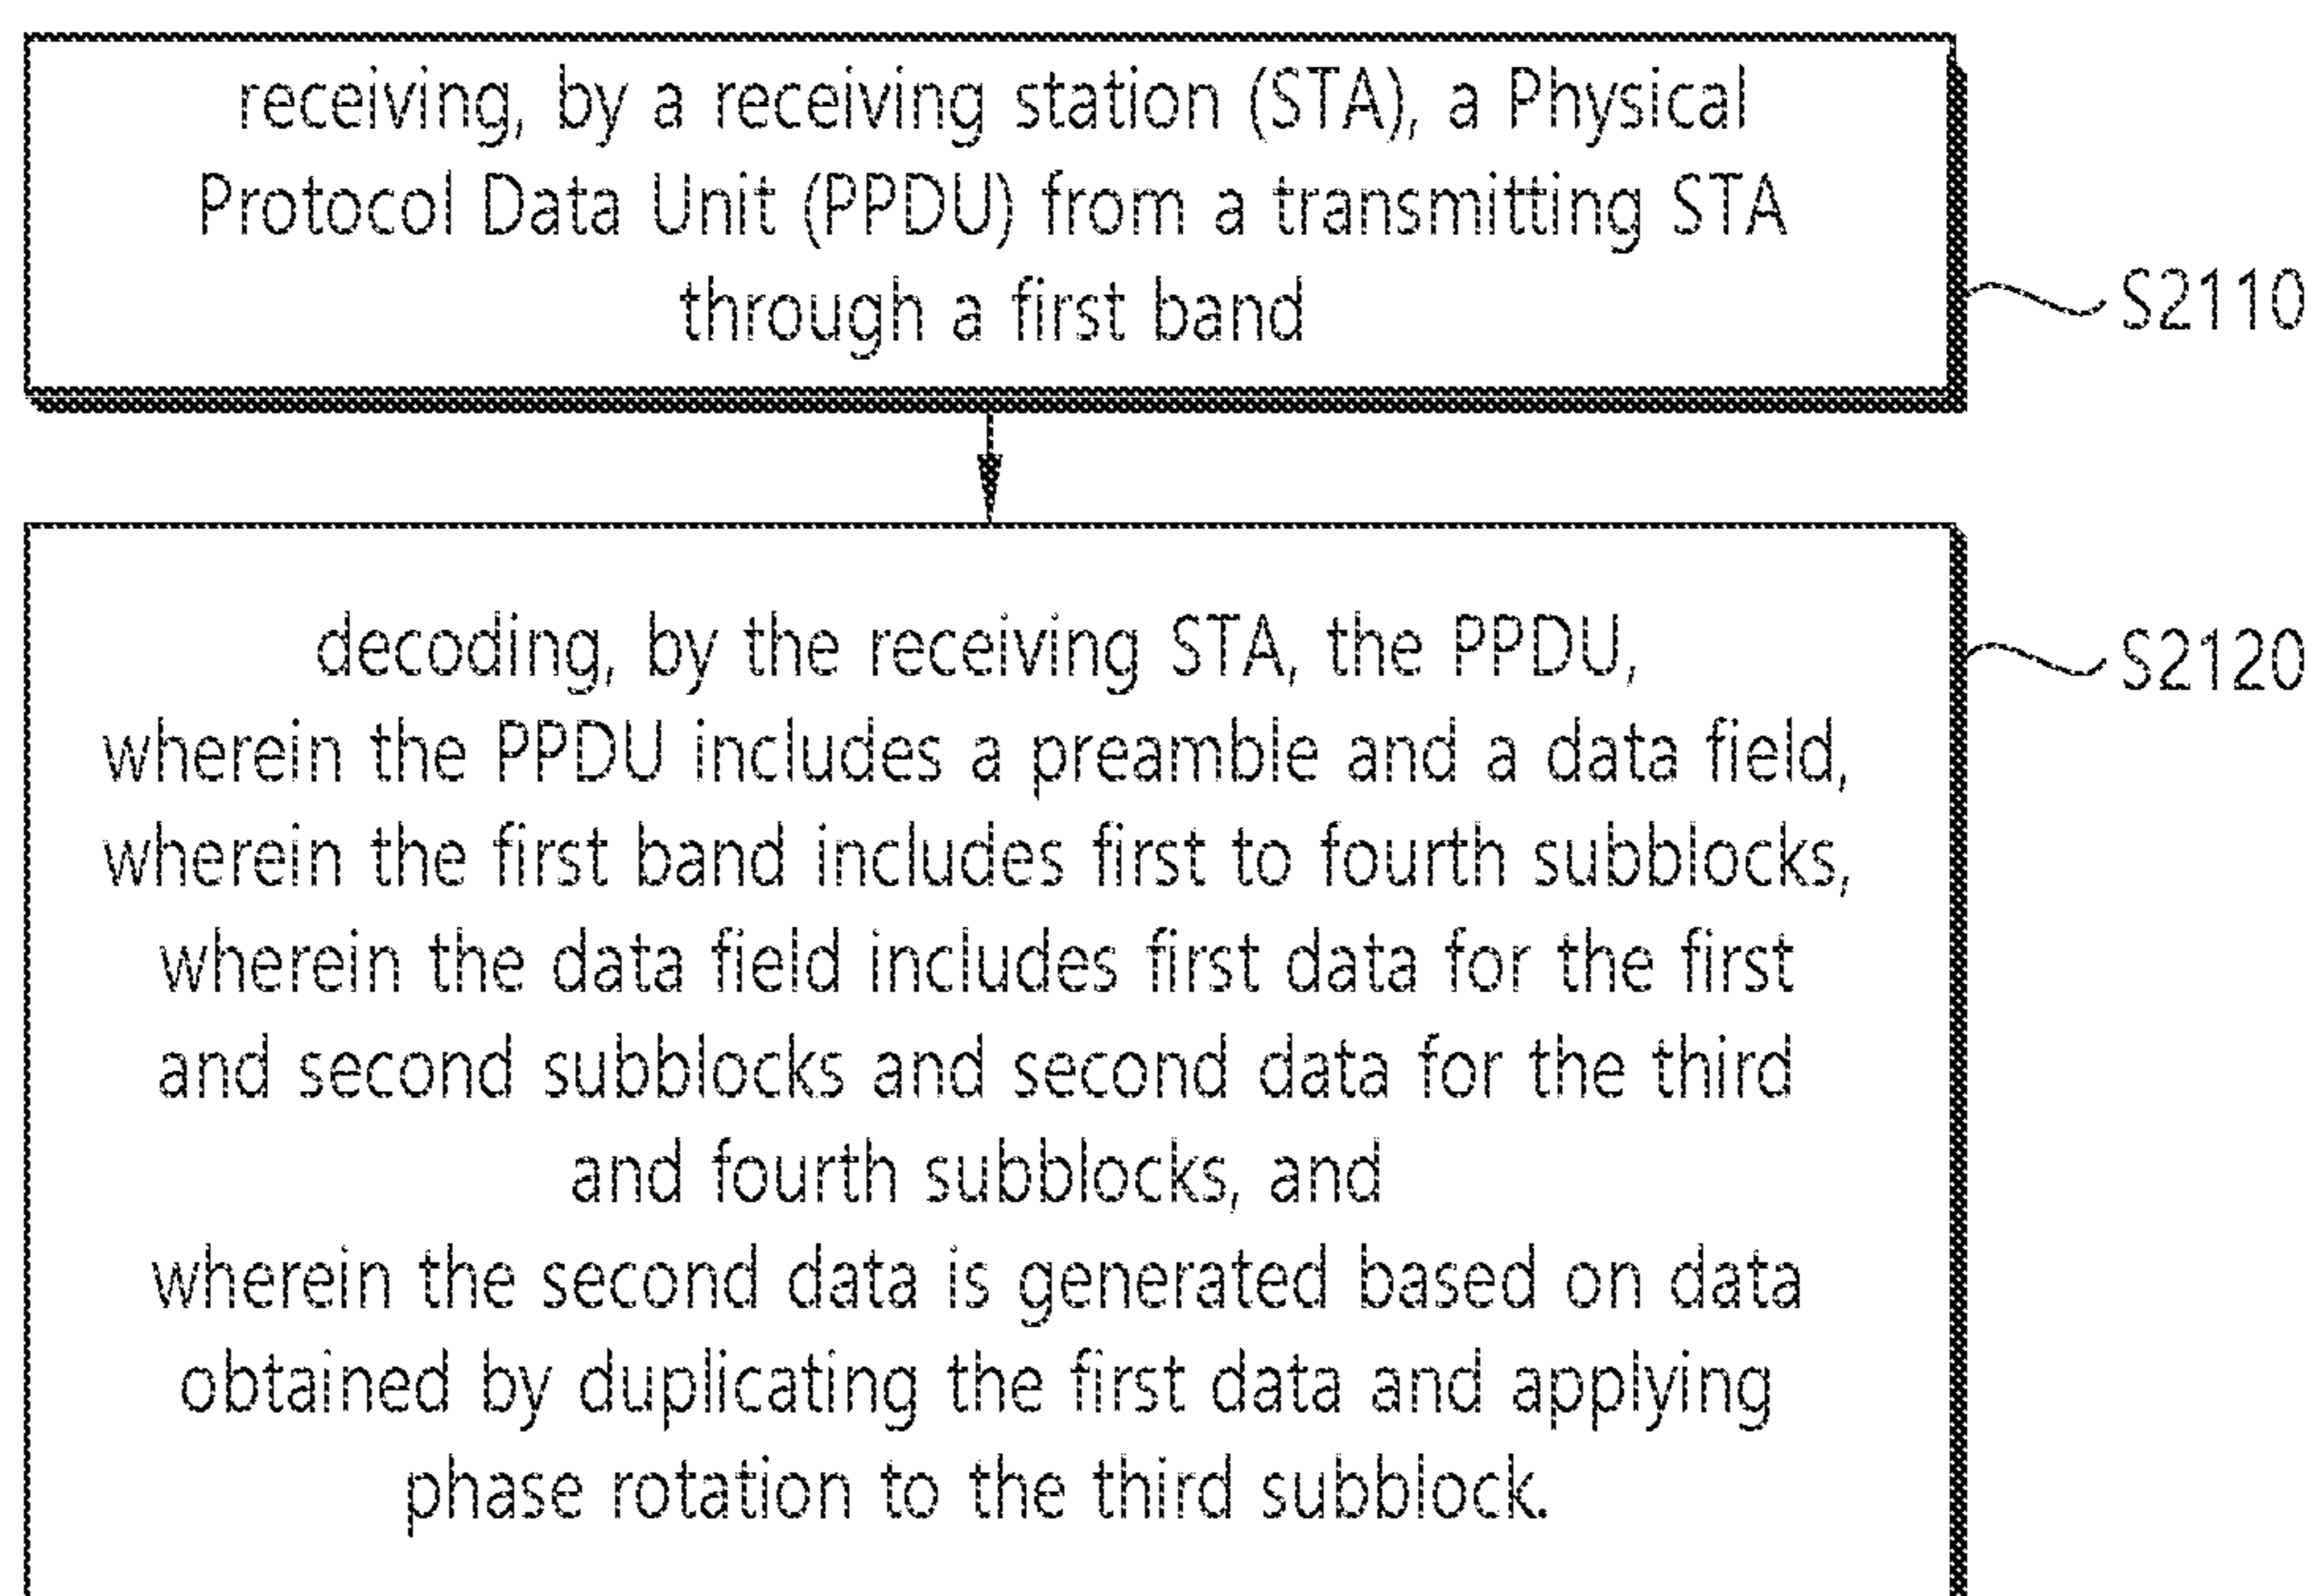 receiving, by a receiving station (STA), a Physical
Protocol Data Unit (PPDU) from a transmitting STA
through a first band
S2110
decoding, by the receiving STA, the PPDU,
S2120
wherein the PPDU includes a preamble and a data field,
wherein the first band includes first to fourth subblocks,
wherein the data field includes first data for the first
and second subblocks and second data for the third
and fourth subblocks, and
wherein the second data is generated based on data
obtained by duplicating the first data and applying
phase rotation to the third subblock.